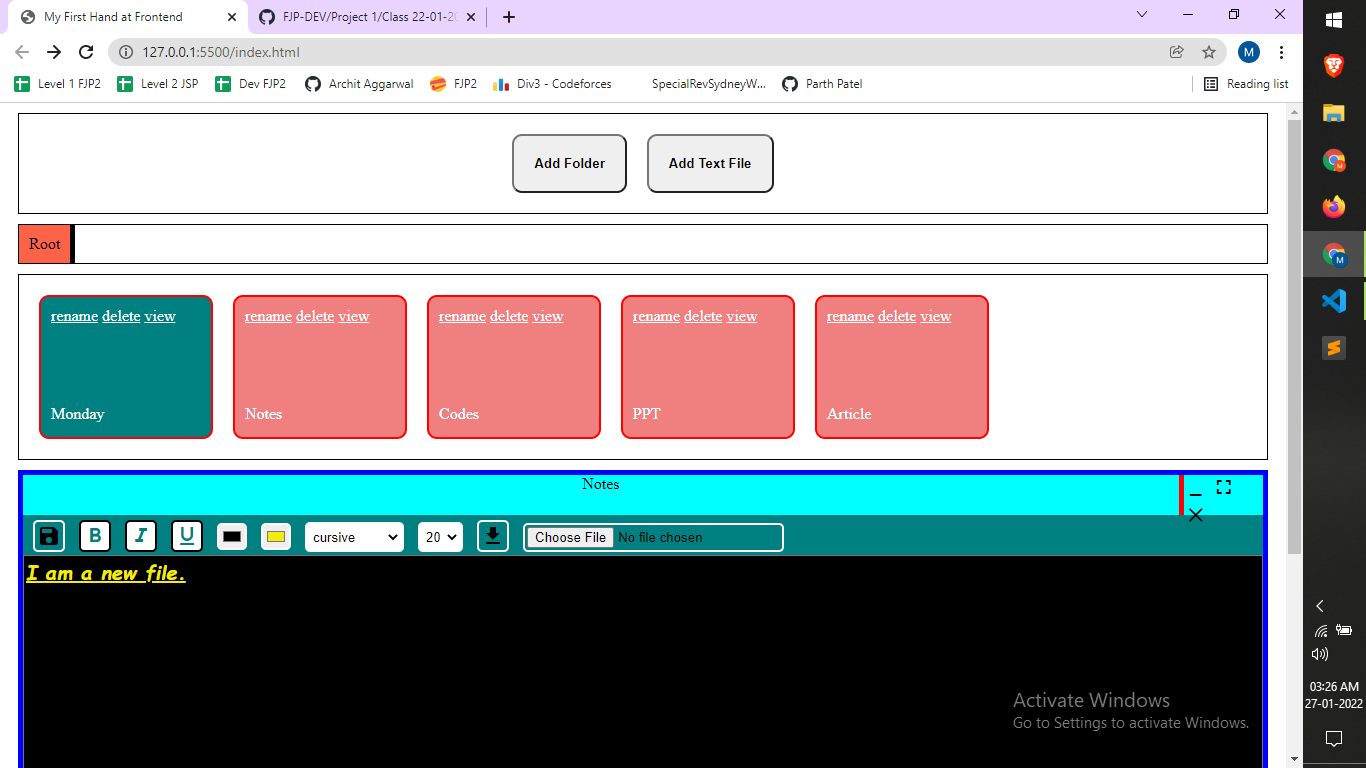 My First Hand at Frontend
FJP-DEV/Project 1/Class 22-01-20
127.0.0.1:5500/index.html
M
Level 1 FJP2 Level 2 JSP Dev FJP2 Archit Aggarwal FJP2 Div3 - Codeforces SpecialRevSydneyW... Parth Patel Reading list
Add Folder Add Text File
Root
rename delete view rename delete view rename delete view rename delete view rename delete view
Monday Notes Codes PPT Article
Notes
B I U cursive 20 Choose File No file chosen
I am a new file.
Activate Windows
Go to Settings to activate Windows.
M
M
03:26 AM
27-01-2022